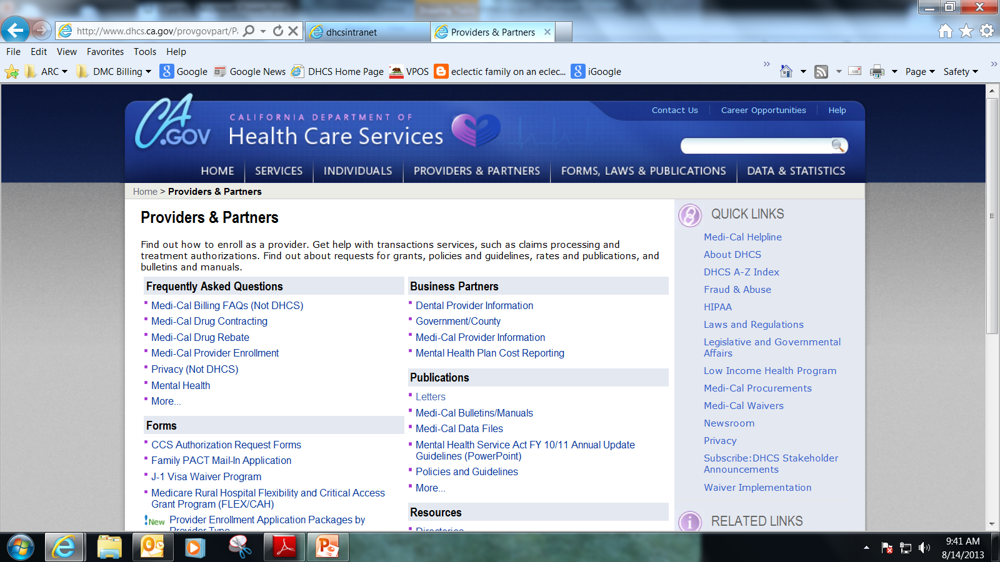 http://www.dhcs.ca.gov/provgovpart/P
dhcsintranet
Providers & Partners
File Edit View Favorites Tools Help
ARC
DMC Billing
Google
Google News
DHCS Home Page
VPOS
eclectic family on an eclec...
iGoogle
Page
Safety
CA.GOV
CALIFORNIA DEPARTMENT OF
Health Care Services
Contact Us
Career Opportunities
Help
HOME
SERVICES
INDIVIDUALS
PROVIDERS & PARTNERS
FORMS, LAWS & PUBLICATIONS
DATA & STATISTICS
Home > Providers & Partners
Providers & Partners
Find out how to enroll as a provider. Get help with transactions services, such as claims processing and
treatment authorizations. Find out about requests for grants, policies and guidelines, rates and publications, and
bulletins and manuals.
Frequently Asked Questions
Medi-Cal Billing FAQs (Not DHCS)
Medi-Cal Drug Contracting
Medi-Cal Drug Rebate
Medi-Cal Provider Enrollment
Privacy (Not DHCS)
Mental Health
More...
Forms
CCS Authorization Request Forms
Family PACT Mail-In Application
J-1 Visa Waiver Program
Medicare Rural Hospital Flexibility and Critical Access
Grant Program (FLEX/CAH)
!New Provider Enrollment Application Packages by
Provider Type
Business Partners
Dental Provider Information
Government/County
Medi-Cal Provider Information
Mental Health Plan Cost Reporting
Publications
Letters
Medi-Cal Bulletins/Manuals
Medi-Cal Data Files
Mental Health Service Act FY 10/11 Annual Update
Guidelines (PowerPoint)
Policies and Guidelines
More...
Resources
Directories
QUICK LINKS
Medi-Cal Helpline
About DHCS
DHCS A-Z Index
Fraud & Abuse
HIPAA
Laws and Regulations
Legislative and Governmental
Affairs
Low Income Health Program
Medi-Cal Procurements
Medi-Cal Waivers
Newsroom
Privacy
Subscribe:DHCS Stakeholder
Announcements
Waiver Implementation
RELATED LINKS
9:41 AM
8/14/2013